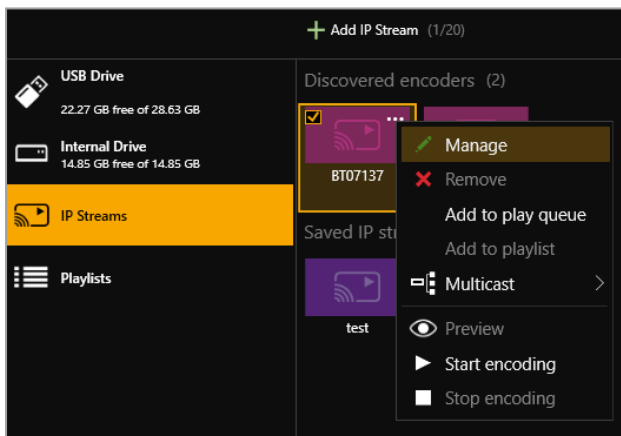 Add IP Stream (1/20)
USB Drive
22.27 GB free of 28.63 GB
Internal Drive
14.85 GB free of 14.85 GB
IP Streams
Playlists
Discovered encoders (2)
BT07137
Saved IP str
test
Manage
Remove
Add to play queue
Add to playlist
Multicast
Preview
Start encoding
Stop encoding